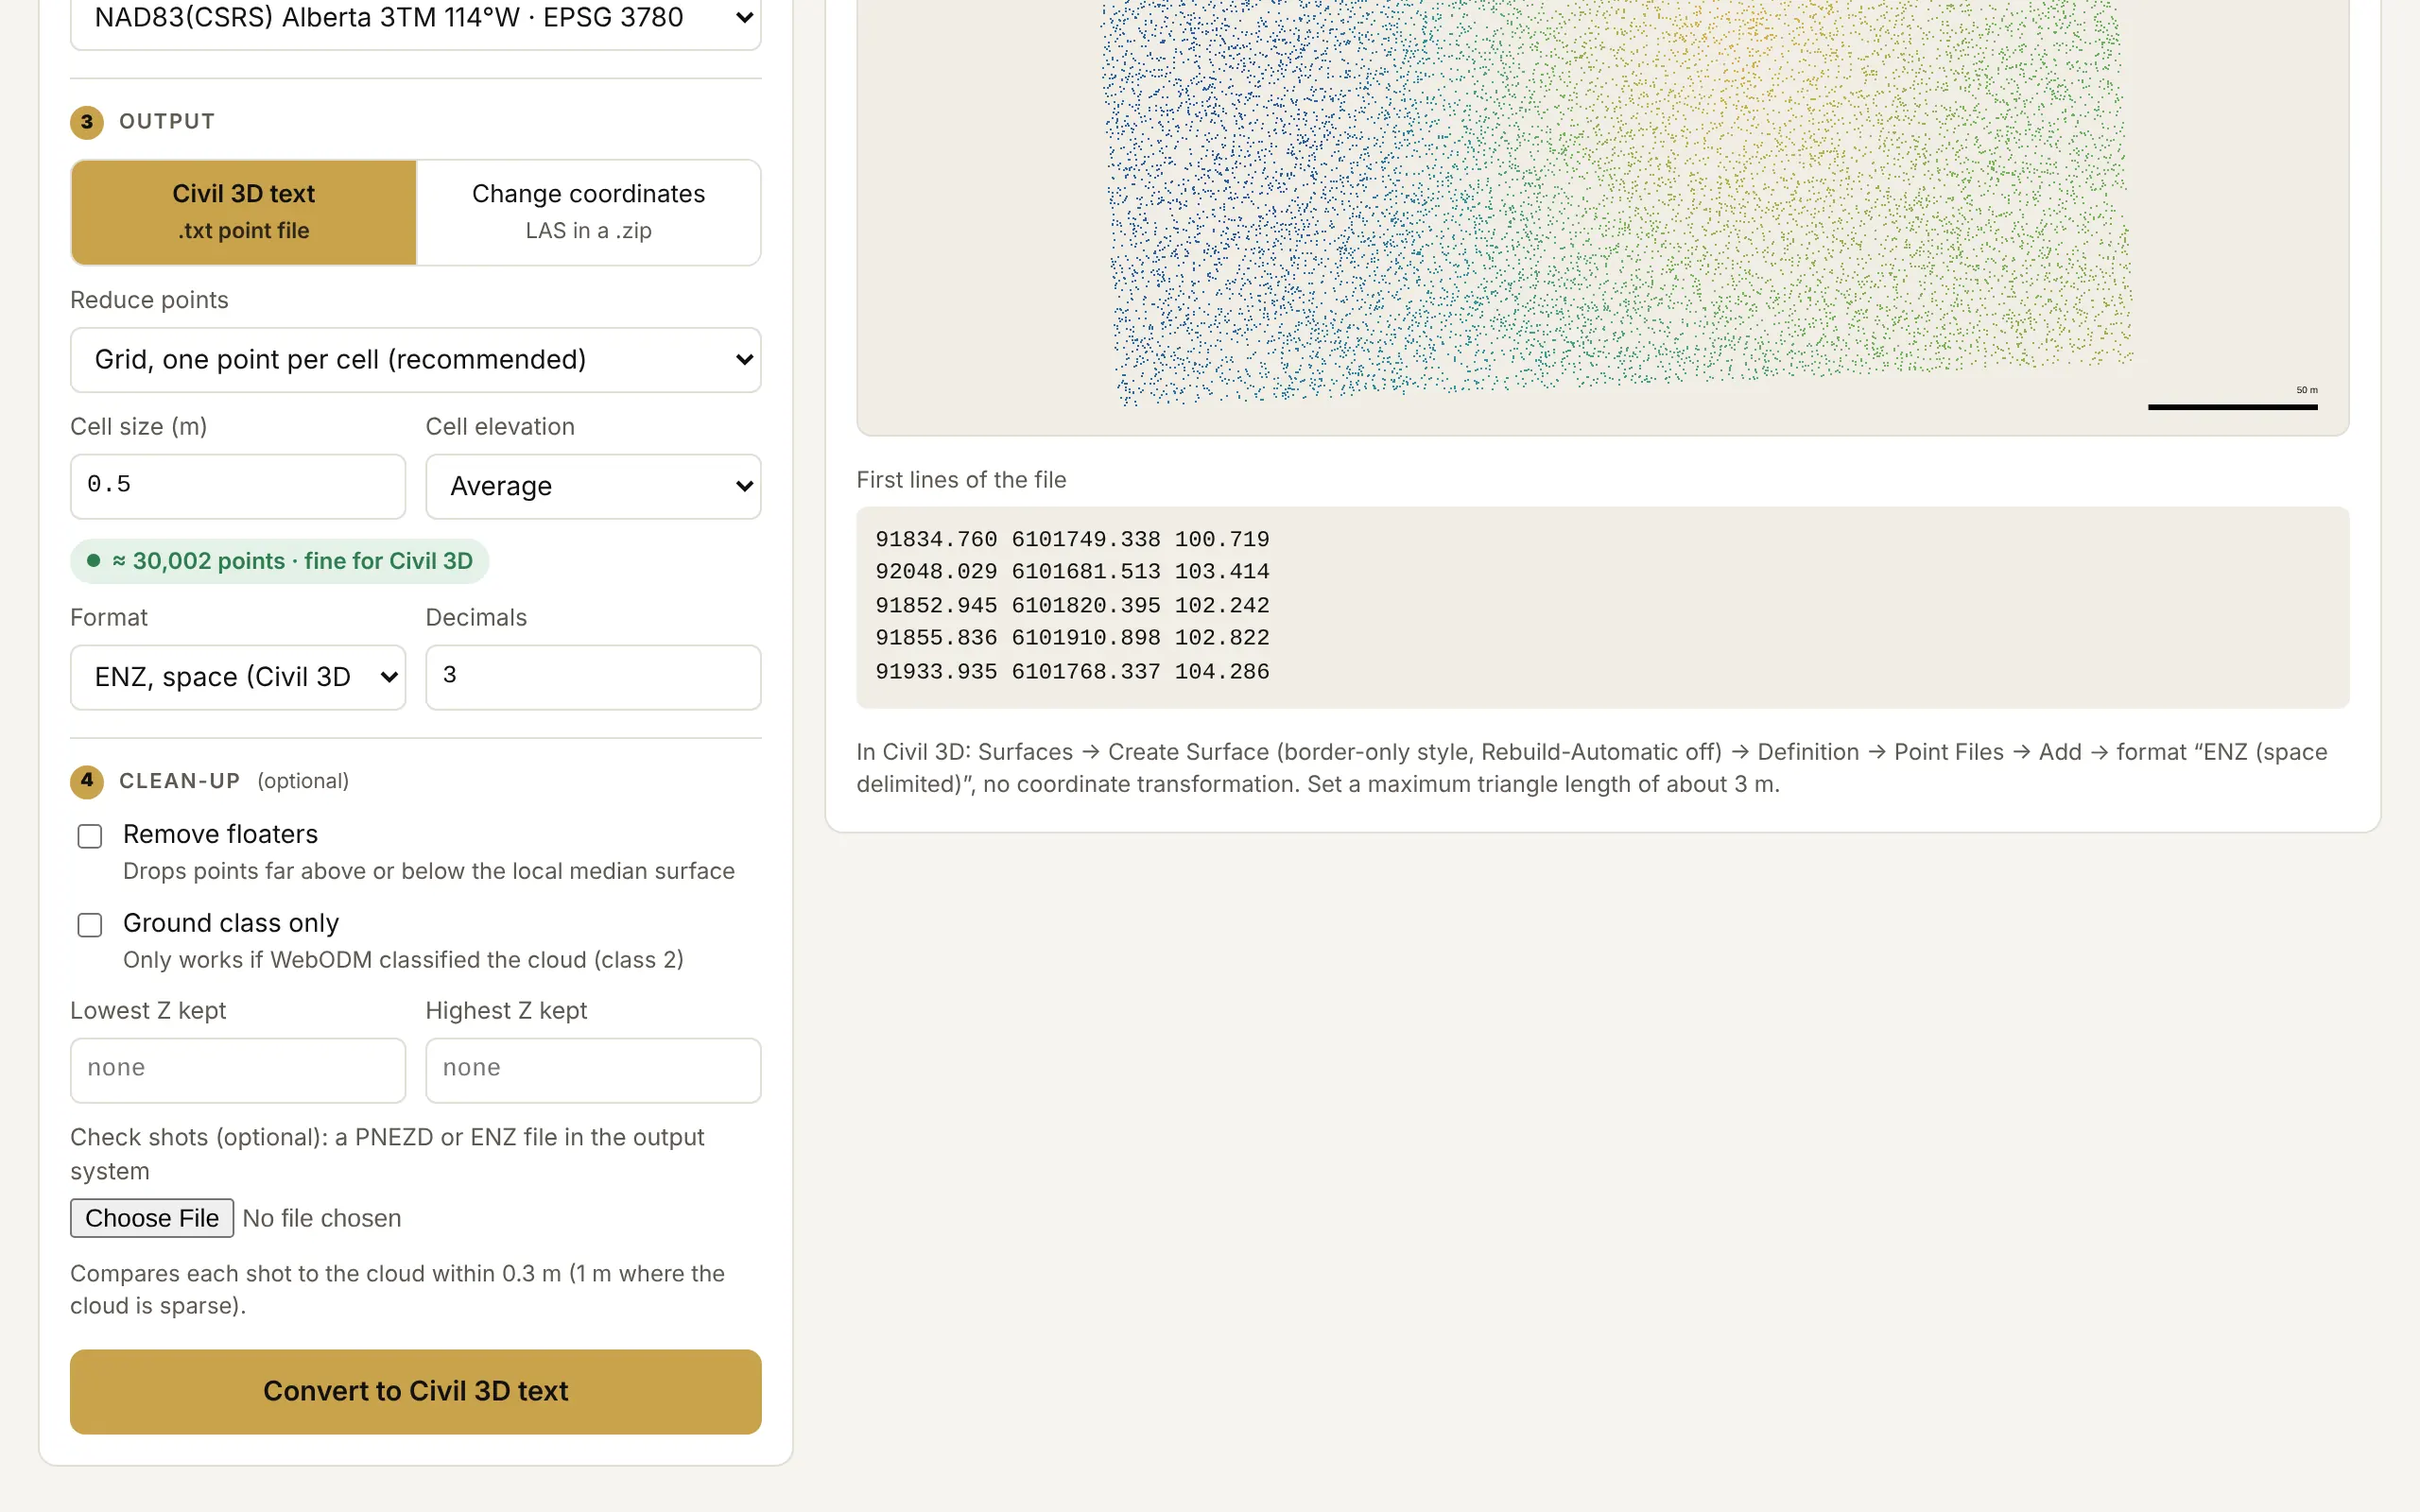 NAD83(CSRS) Alberta 3TM 114°W · EPSG 3780
3 OUTPUT
Civil 3D text
.txt point file
Change coordinates
LAS in a .zip
Reduce points
Grid, one point per cell (recommended)
Cell size (m)
Cell elevation
0.5
Average
≈ 30,002 points · fine for Civil 3D
Format
Decimals
ENZ, space (Civil 3D
3
4 CLEAN-UP (optional)
Remove floaters
Drops points far above or below the local median surface
Ground class only
Only works if WebODM classified the cloud (class 2)
Lowest Z kept
Highest Z kept
none
none
Check shots (optional): a PNEZD or ENZ file in the output
system
Choose File No file chosen
Compares each shot to the cloud within 0.3 m (1 m where the
cloud is sparse).
Convert to Civil 3D text
50 m
First lines of the file
91834.760 6101749.338 100.719
92048.029 6101681.513 103.414
91852.945 6101820.395 102.242
91855.836 6101910.898 102.822
91933.935 6101768.337 104.286
In Civil 3D: Surfaces → Create Surface (border-only style, Rebuild-Automatic off) → Definition → Point Files → Add → format “ENZ (space
delimited)”, no coordinate transformation. Set a maximum triangle length of about 3 m.